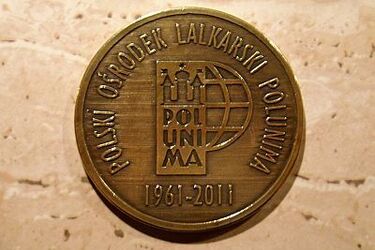 POLSKI OŚRODEK LALKARSKI POLUNIMA
POL
UNI
MA
1961-2011